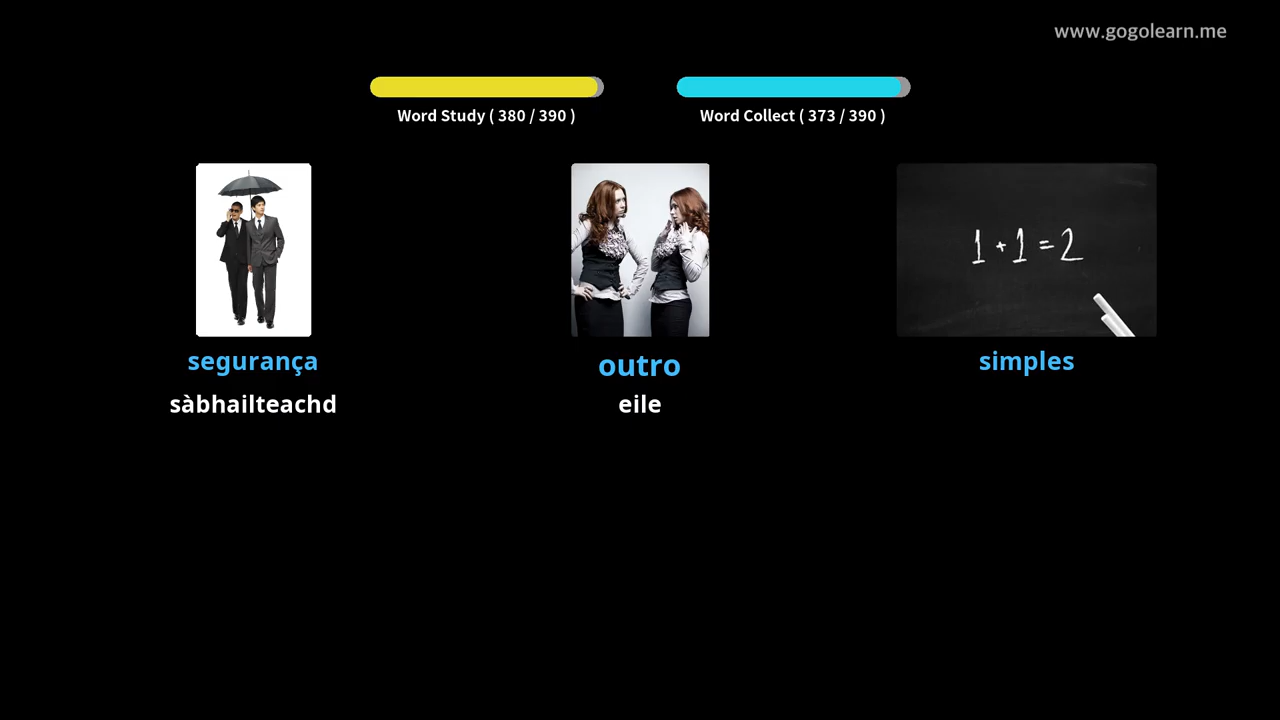 www.gogolearn.me
Word Study ( 380 / 390 )
Word Collect ( 373 / 390 )
1 + 1 = 2
segurança
outro
simples
sàbhailteachd
eile